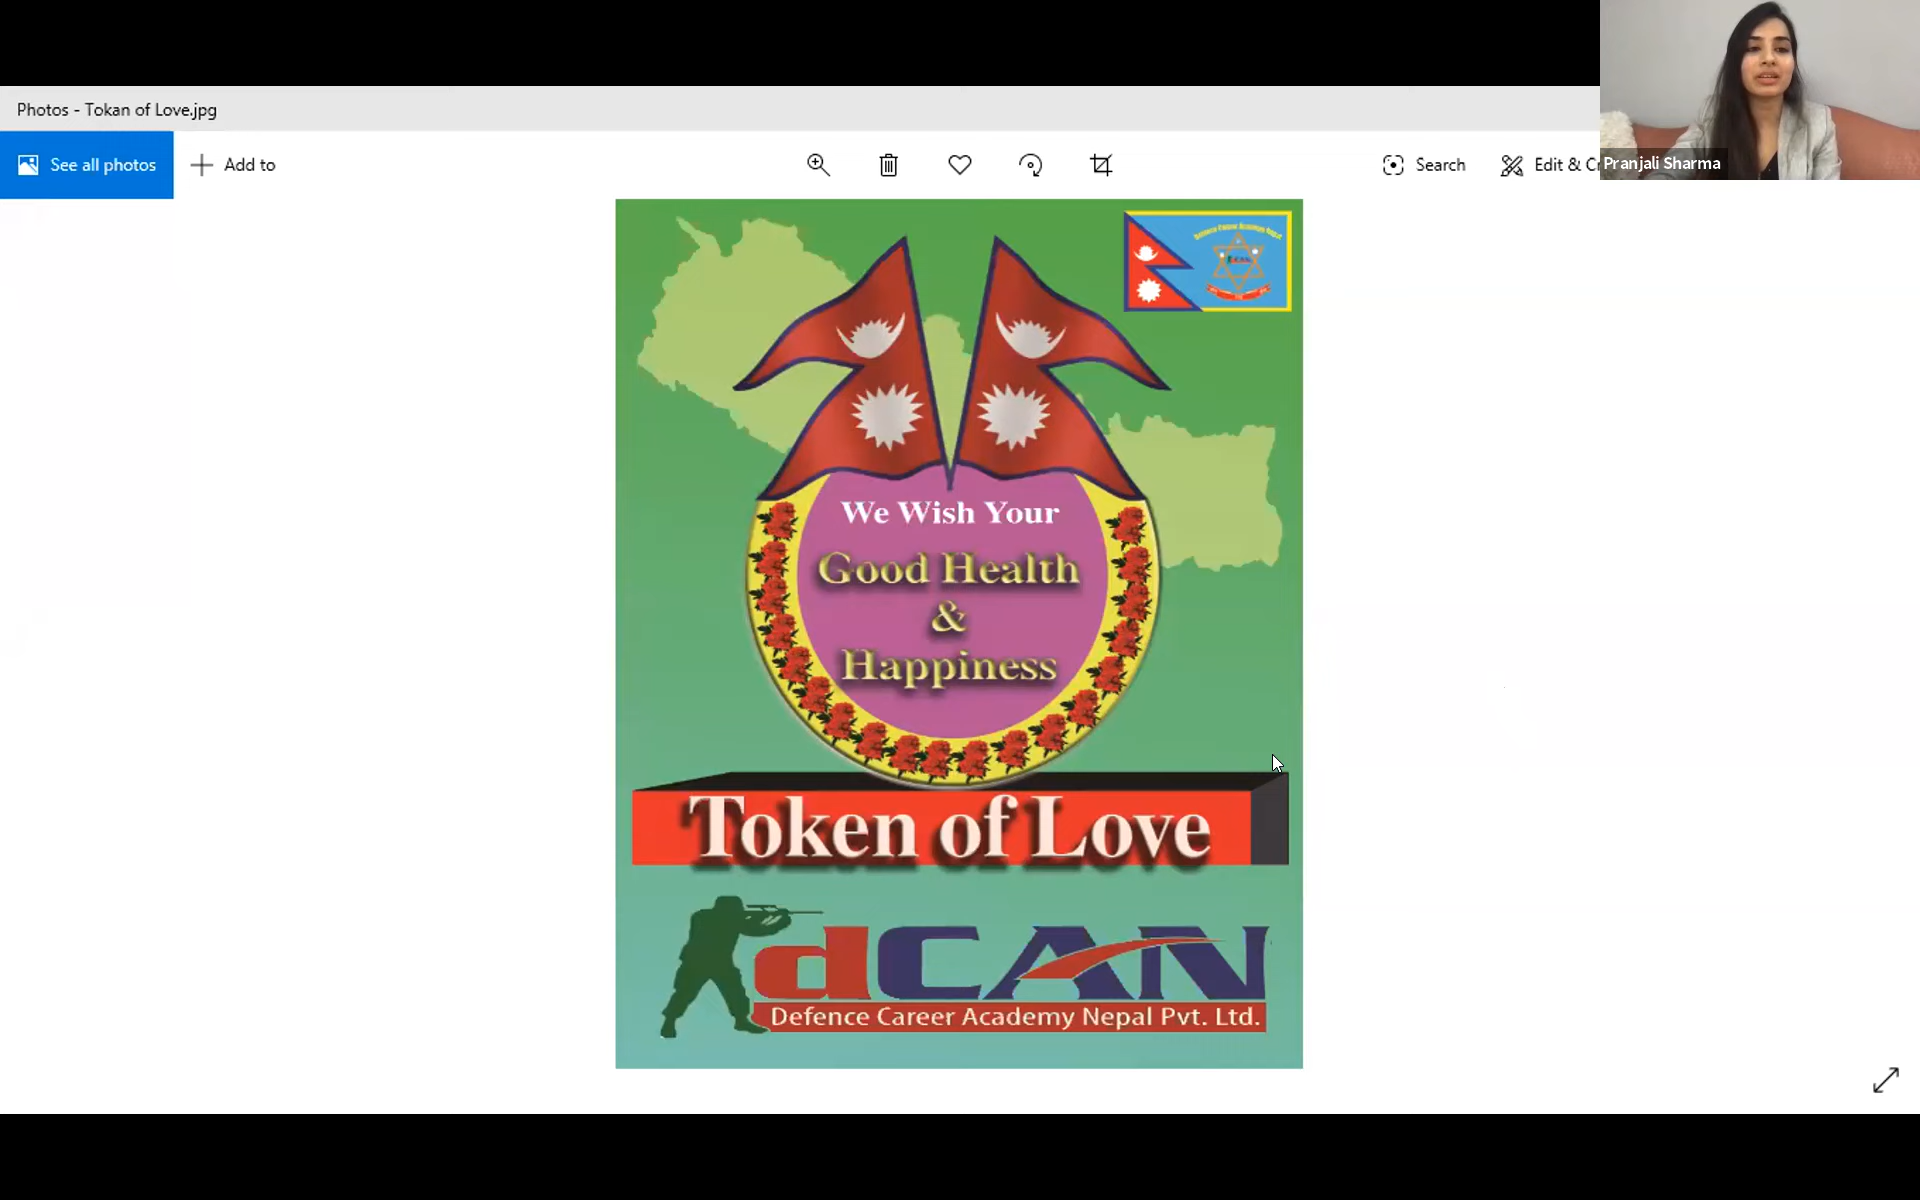 Photos - Tokan of Love.jpg
See all photos
Add to
Search
Edit &
Pranjali Sharma
We Wish Your
Good Health
&
Happiness
Token of Love
dCAN
Defence Career Academy Nepal Pvt. Ltd.